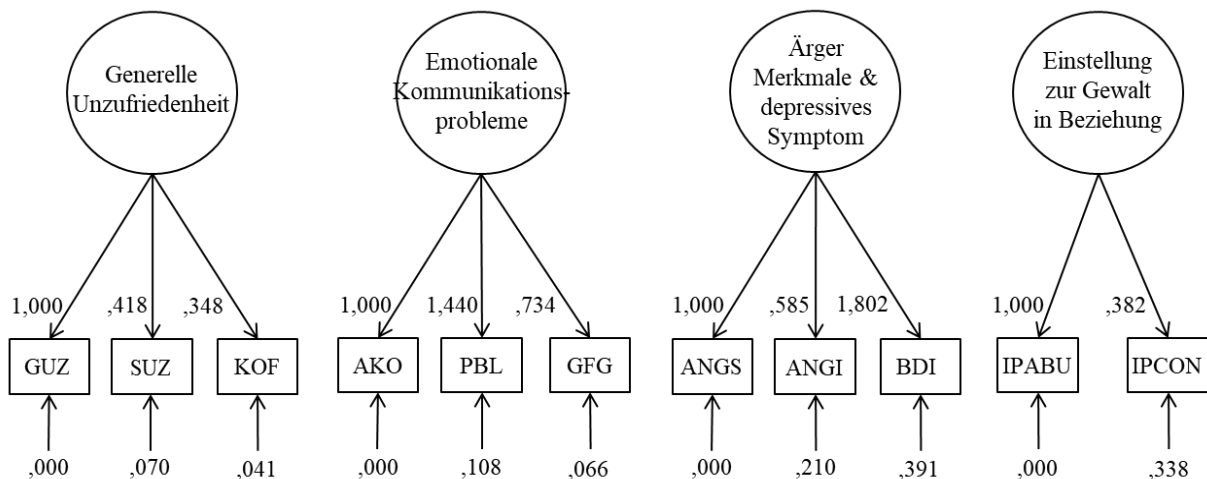 Generelle
Unzufriedenheit
Emotionale
Kommunikations-
probleme
Ärger
Merkmale &
depressives
Symptom
Einstellung
zur Gewalt
in Beziehung
1,000 ,418 ,348
1,000 1,440 ,734
1,000 ,585 1,802
1,000 ,382
GUZ SUZ KOF
AKO PBL GFG
ANGS ANGI BDI
IPABU IPCON
,000 ,070 ,041
,000 ,108 ,066
,000 ,210 ,391
,000 ,338